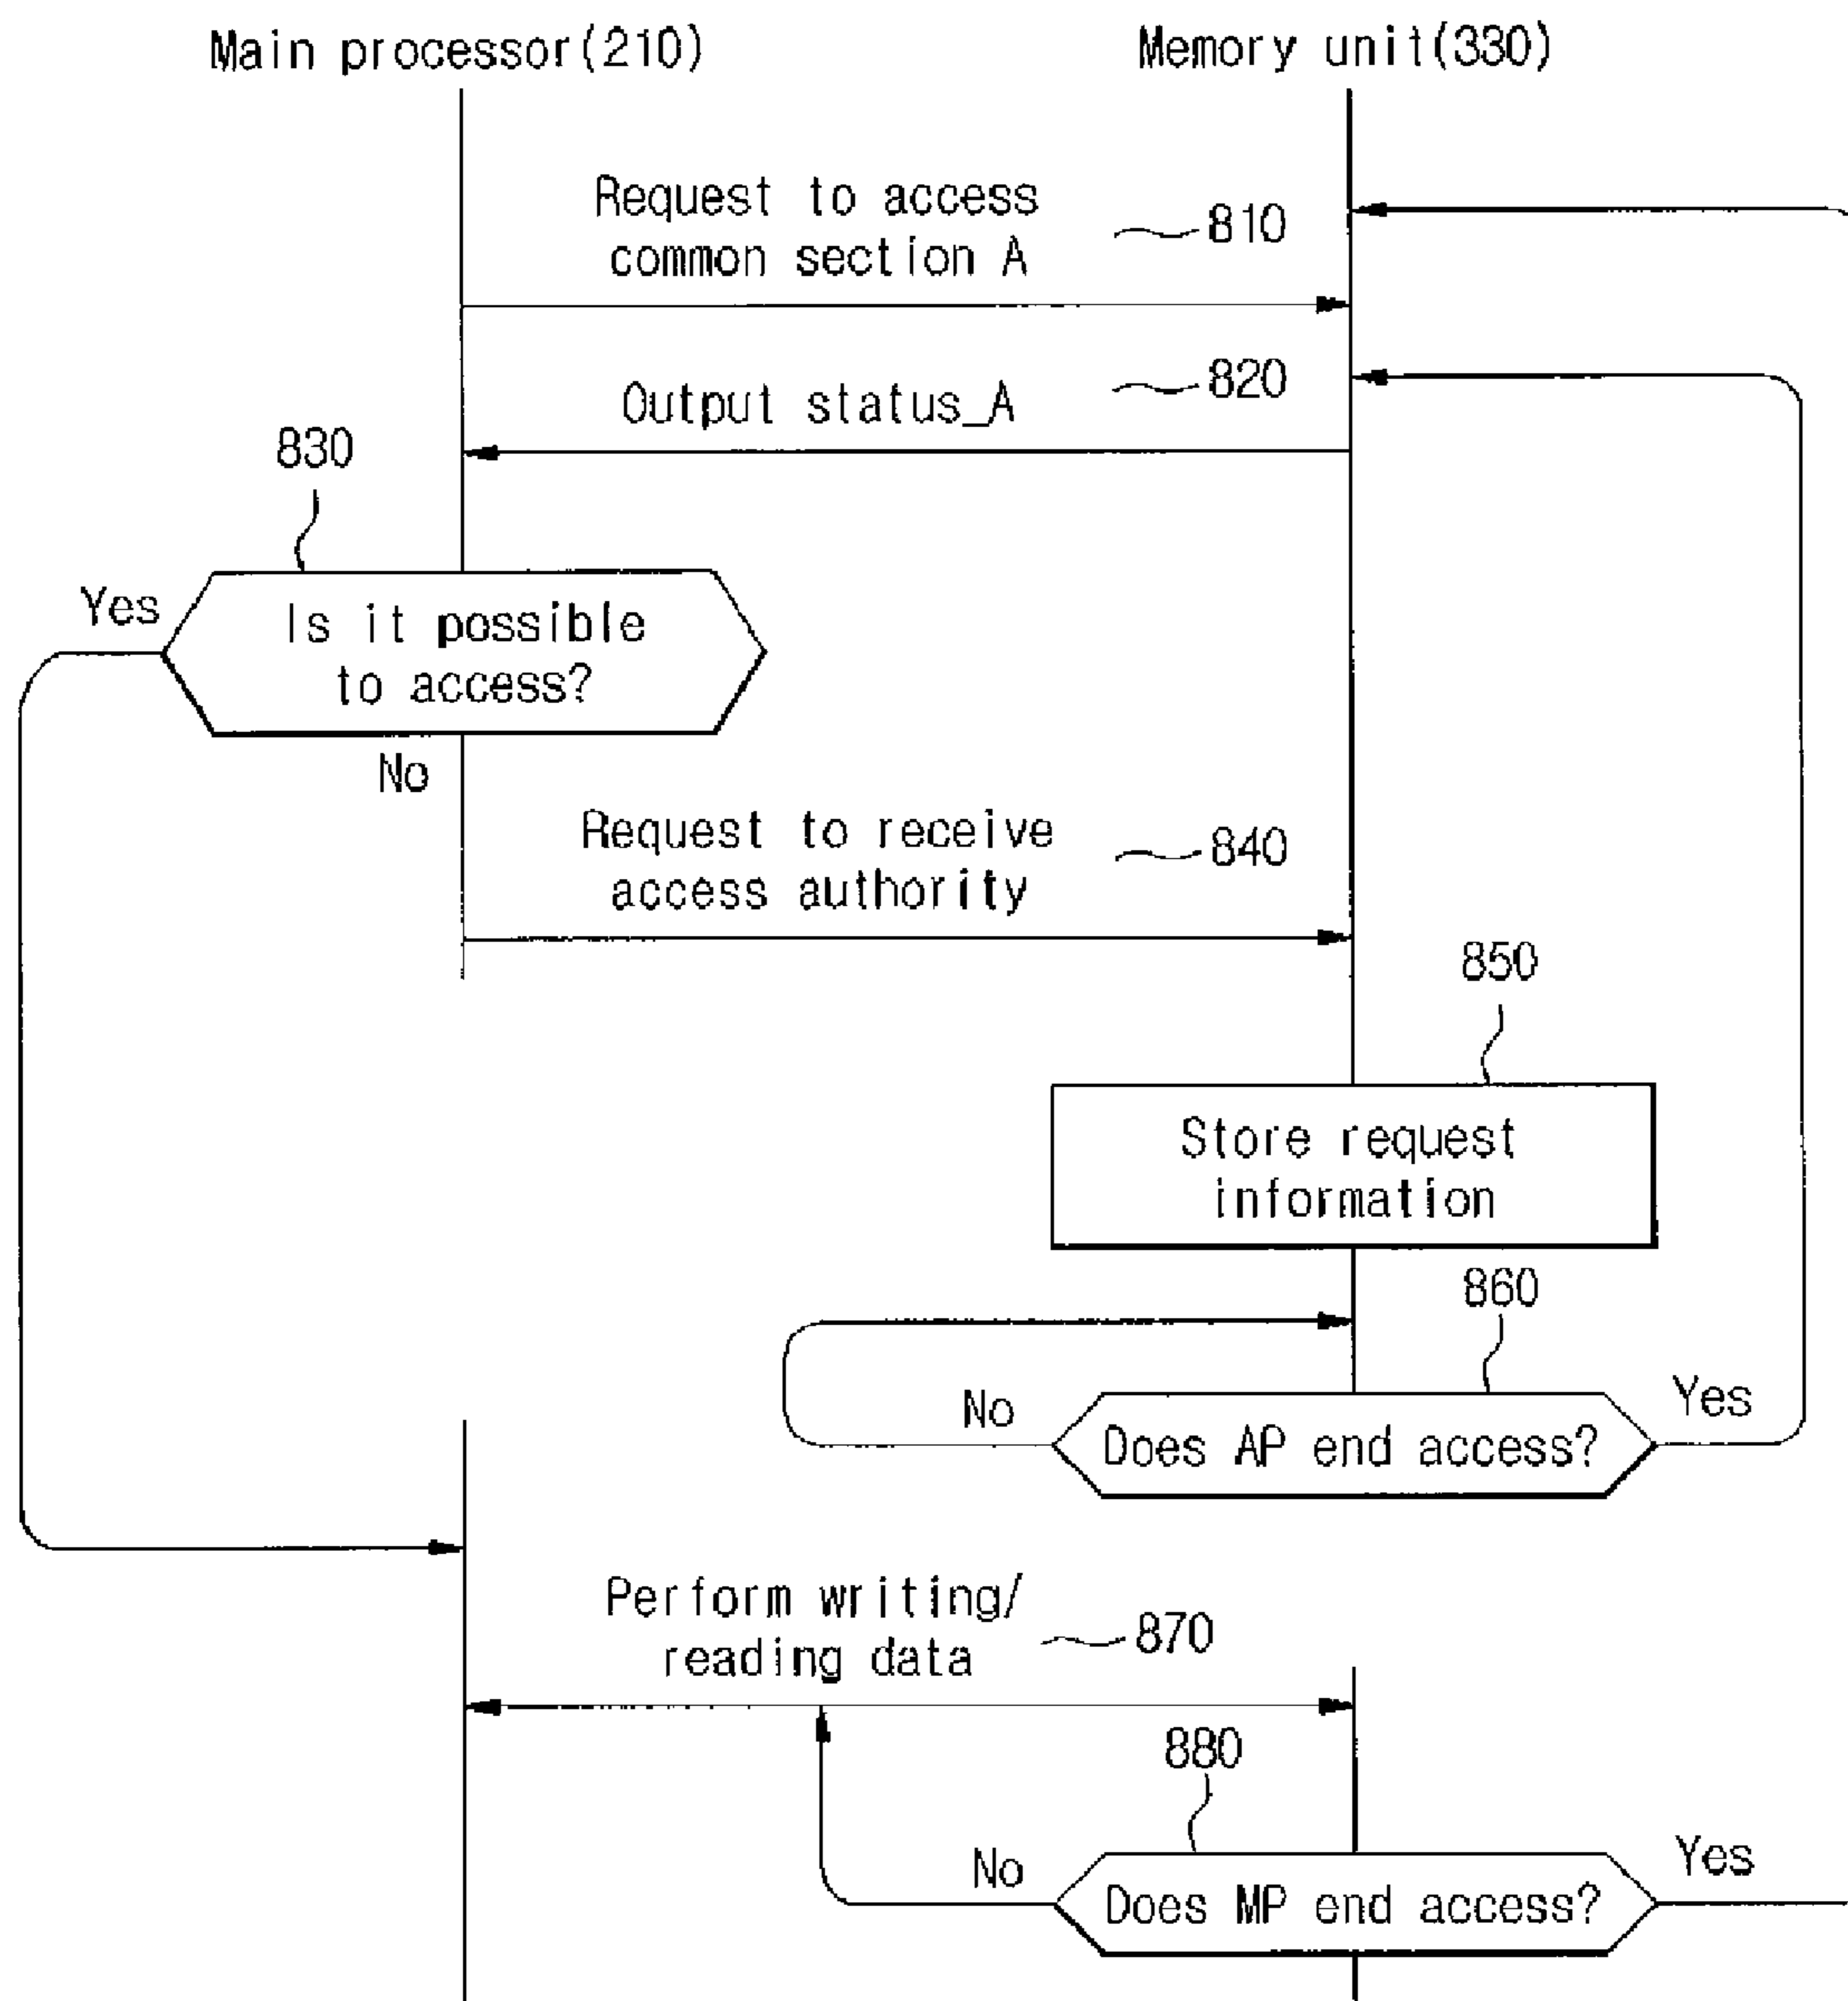 Main processor(210)
Memory unit(330)
Request to access
common section A
810
Output status_A
820
830
Yes
Is it possible
to access?
No
Request to receive
access authority
840
850
Store request
information
860
No
Does AP end access?
Yes
Perform writing/
reading data
870
880
No
Does MP end access?
Yes